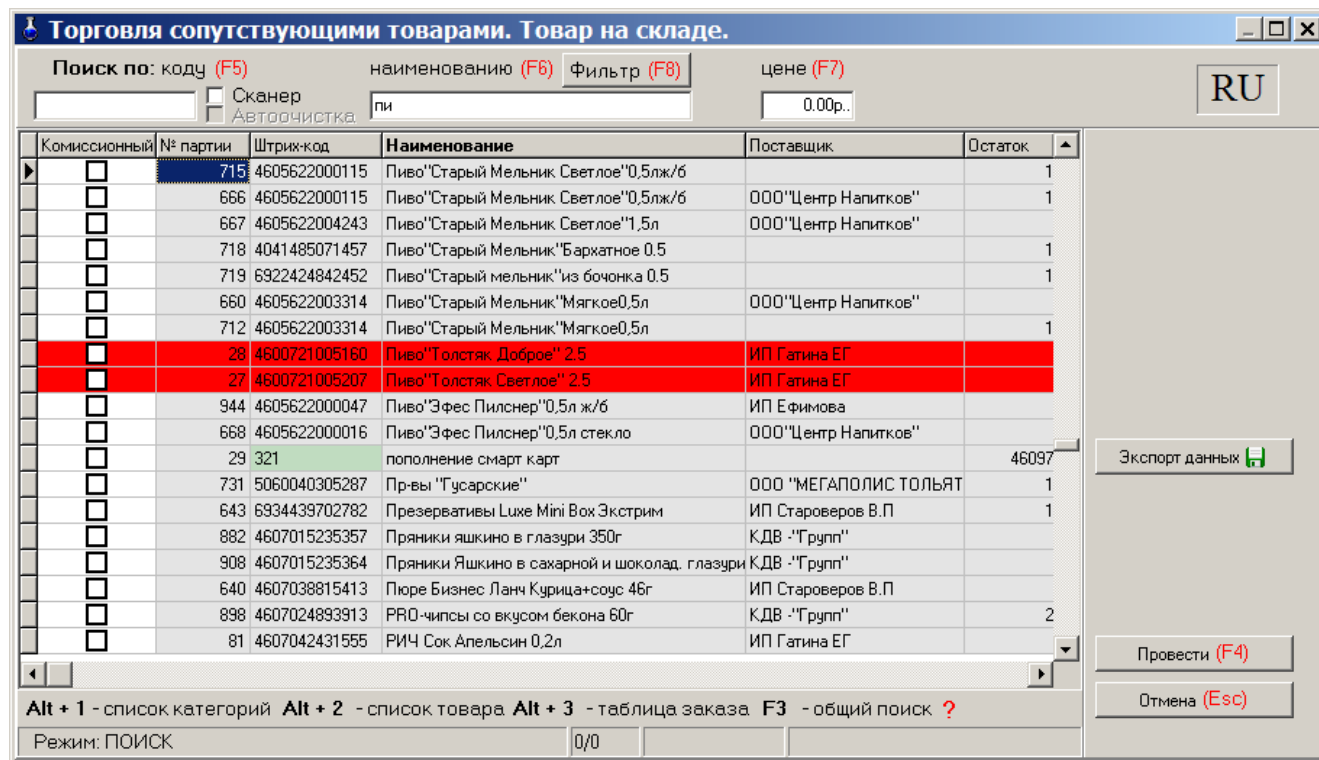 Торговля сопутствующими товарами. Товар на складе.
Поиск по: коду (F5) наименованию (F6) Фильтр (F8) цене (F7)
RU
Сканер
Автоочистка
пи
0.00р..
Комиссионный № партии Штрих-код Наименование Поставщик Остаток
715 4605622000115 Пиво"Старый Мельник Светлое"0,5лж/б 1
666 4605622000115 Пиво"Старый Мельник Светлое"0,5лж/б ООО"Центр Напитков" 1
667 4605622004243 Пиво"Старый Мельник Светлое"1,5л ООО"Центр Напитков"
718 4041485071457 Пиво"Старый Мельник"Бархатное 0.5 1
719 6922424842452 Пиво"Старый мельник"из бочонка 0.5 1
660 4605622003314 Пиво"Старый Мельник"Мягкое0,5л ООО"Центр Напитков"
712 4605622003314 Пиво"Старый Мельник"Мягкое0,5л 1
28 4600721005160 Пиво"Толстяк Доброе" 2.5 ИП Гатина ЕГ
27 4600721005207 Пиво"Толстяк Светлое" 2.5 ИП Гатина ЕГ
944 4605622000047 Пиво"Эфес Пилснер"0,5л ж/б ИП Ефимова
668 4605622000016 Пиво"Эфес Пилснер"0,5л стекло ООО"Центр Напитков"
29 321 пополнение смарт карт 46097
731 5060040305287 Пр-вы "Гусарские" ООО "МЕГАПОЛИС ТОЛЬЯТ 1
643 6934439702782 Презервативы Luxe Mini Box Экстрим ИП Староверов В.П 1
882 4607015235357 Пряники яшкино в глазури 350г КДВ -"Групп"
908 4607015235364 Пряники Яшкино в сахарной и шоколад. глазури КДВ -"Групп"
640 4607038815413 Пюре Бизнес Ланч Курица+соус 46г ИП Староверов В.П
898 4607024893913 PRO-чипсы со вкусом бекона 60г КДВ -"Групп" 2
81 4607042431555 РИЧ Сок Апельсин 0,2л ИП Гатина ЕГ
Экспорт данных
Провести (F4)
Отмена (Esc)
Alt + 1 - список категорий Alt + 2 - список товара Alt + 3 - таблица заказа F3 - общий поиск ?
Режим: ПОИСК 0/0